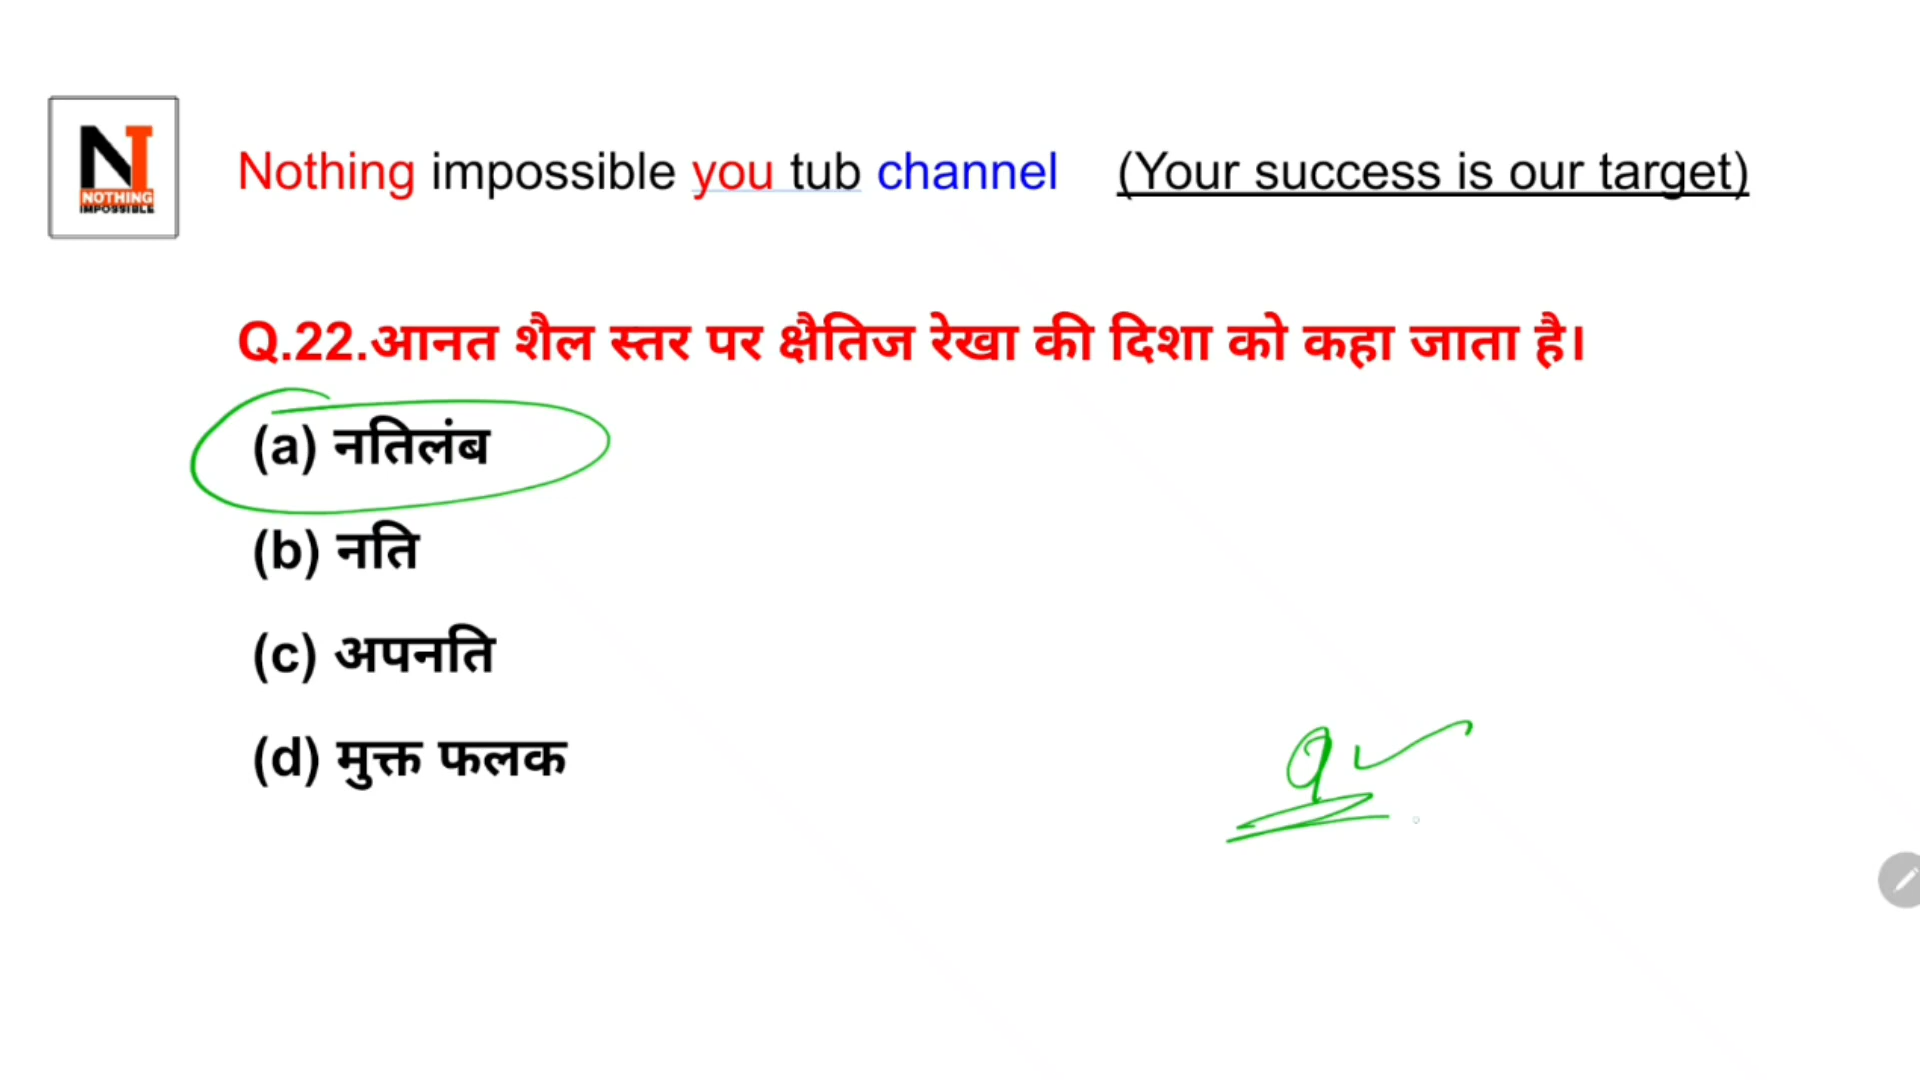 NOTHING
IMPOSSIBLE
Nothing impossible you tub channel (Your success is our target)
Q.22.आनत शैल स्तर पर क्षैतिज रेखा की दिशा को कहा जाता है।
(a) नतिलंब
(b) नति
(c) अपनति
(d) मुक्त फलक